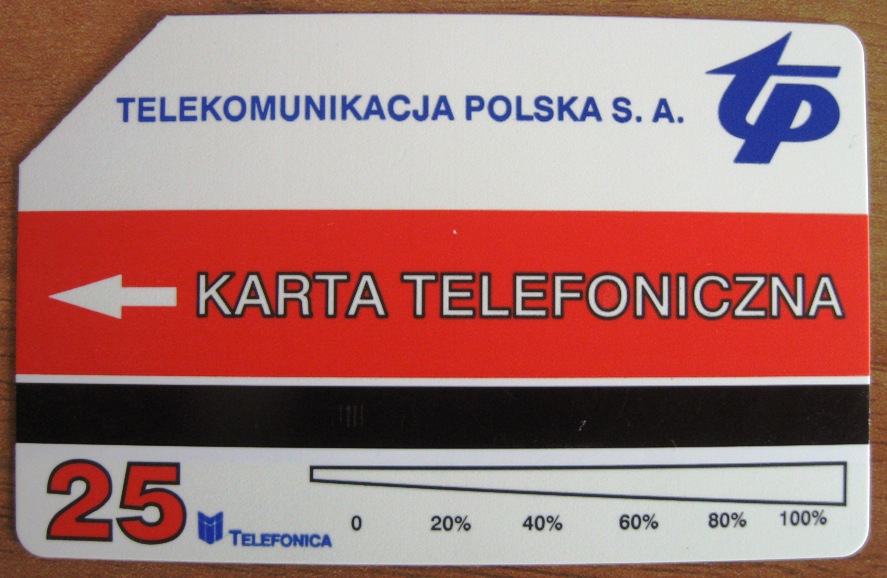 TELEKOMUNIKACJA POLSKA S. A.
tp
KARTA TELEFONICZNA
25
TELEFONICA
0 20% 40% 60% 80% 100%